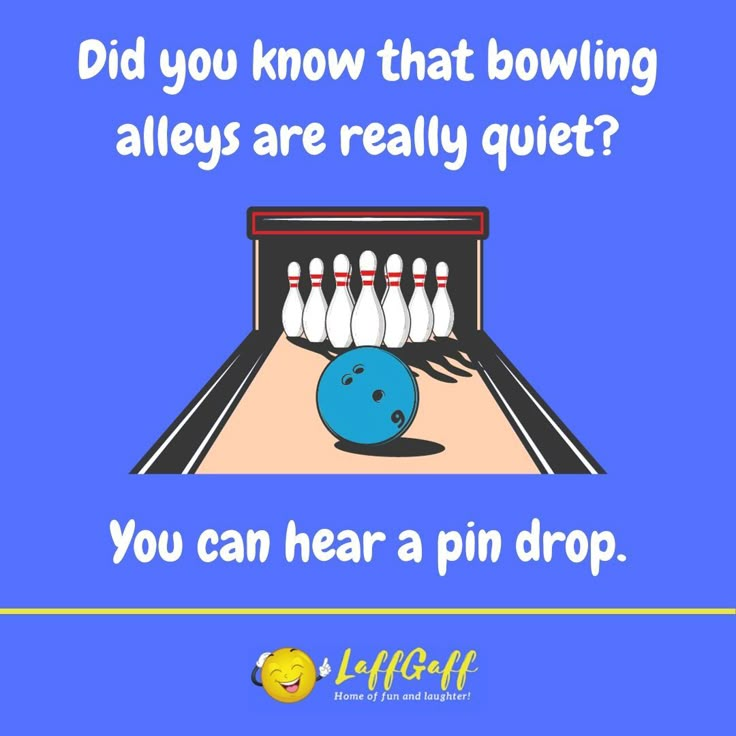 Did you know that bowling
alleys are really quiet?
9
You can hear a pin drop.
LaffGaff
Home of fun and laughter!